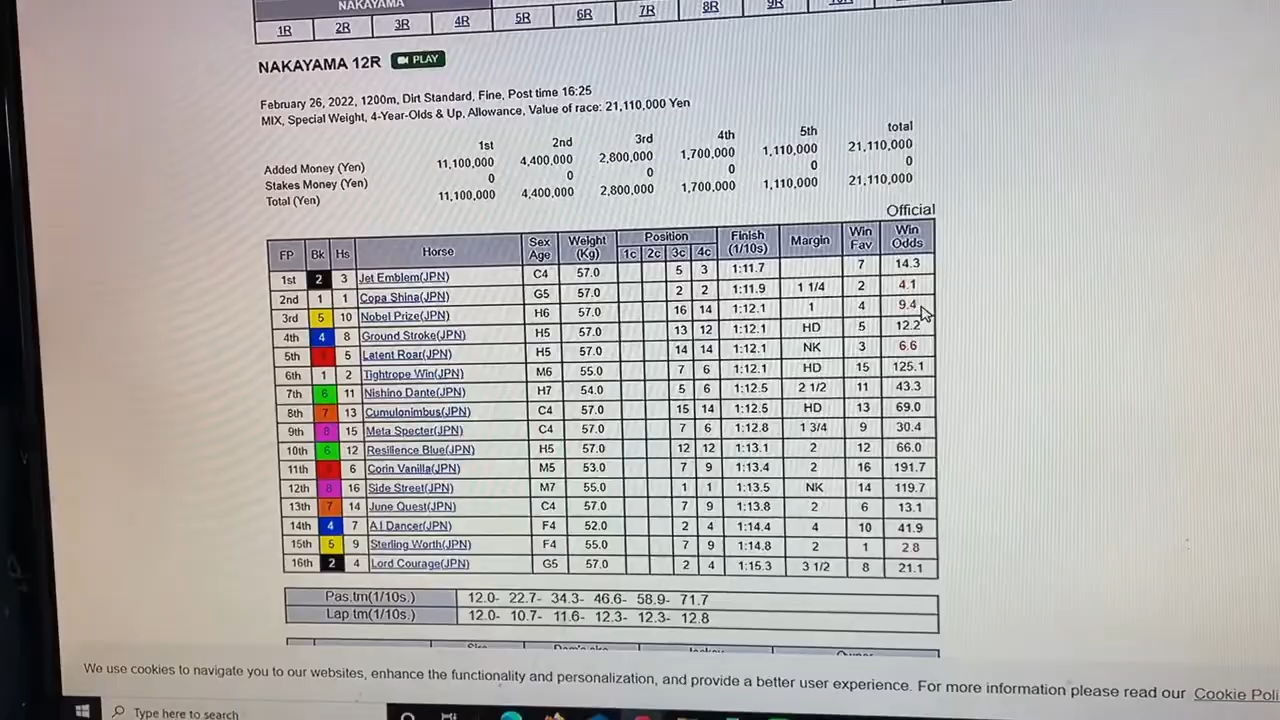 NAKAYAMA
1R 2R 3R 4R 5R 6R 7R 8R 9R 10R
NAKAYAMA 12R PLAY
February 26, 2022, 1200m, Dirt Standard, Fine, Post time 16:25
MIX, Special Weight, 4-Year-Olds & Up, Allowance, Value of race: 21,110,000 Yen
1st 2nd 3rd 4th 5th total
Added Money (Yen) 11,100,000 4,400,000 2,800,000 1,700,000 1,110,000 21,110,000
Stakes Money (Yen) 0 0 0 0 0 0
Total (Yen) 11,100,000 4,400,000 2,800,000 1,700,000 1,110,000 21,110,000
Official
FP Bk Hs Horse Sex Age Weight (Kg) Position 1c 2c 3c 4c Finish (1/10s) Margin Win Fav Win Odds
1st 2 3 Jet Emblem(JPN) C4 57.0 5 3 1:11.7 7 14.3
2nd 1 1 Copa Shina(JPN) G5 57.0 2 2 1:11.9 1 1/4 2 4.1
3rd 5 10 Nobel Prize(JPN) H6 57.0 16 14 1:12.1 1 4 9.4
4th 4 8 Ground Stroke(JPN) H5 57.0 13 12 1:12.1 HD 5 12.2
5th 5 Latent Roar(JPN) H5 57.0 14 14 1:12.1 NK 3 6.6
6th 1 2 Tightrope Win(JPN) M6 55.0 7 6 1:12.1 HD 15 125.1
7th 6 11 Nishino Dante(JPN) H7 54.0 5 6 1:12.5 2 1/2 11 43.3
8th 7 13 Cumulonimbus(JPN) C4 57.0 15 14 1:12.5 HD 13 69.0
9th 8 15 Meta Specter(JPN) C4 57.0 7 6 1:12.8 1 3/4 9 30.4
10th 6 12 Resilience Blue(JPN) H5 57.0 12 12 1:13.1 2 12 66.0
11th 6 Corin Vanilla(JPN) M5 53.0 7 9 1:13.4 2 16 191.7
12th 8 16 Side Street(JPN) M7 55.0 1 1 1:13.5 NK 14 119.7
13th 7 14 June Quest(JPN) C4 57.0 7 9 1:13.8 2 6 13.1
14th 4 7 A I Dancer(JPN) F4 52.0 2 4 1:14.4 4 10 41.9
15th 5 9 Sterling Worth(JPN) F4 55.0 7 9 1:14.8 2 1 2.8
16th 2 4 Lord Courage(JPN) G5 57.0 2 4 1:15.3 3 1/2 8 21.1
Pas.tm(1/10s.) 12.0- 22.7- 34.3- 46.6- 58.9- 71.7
Lap tm(1/10s.) 12.0- 10.7- 11.6- 12.3- 12.3- 12.8
We use cookies to navigate you to our websites, enhance the functionality and personalization, and provide a better user experience. For more information please read our Cookie Poli
Type here to search